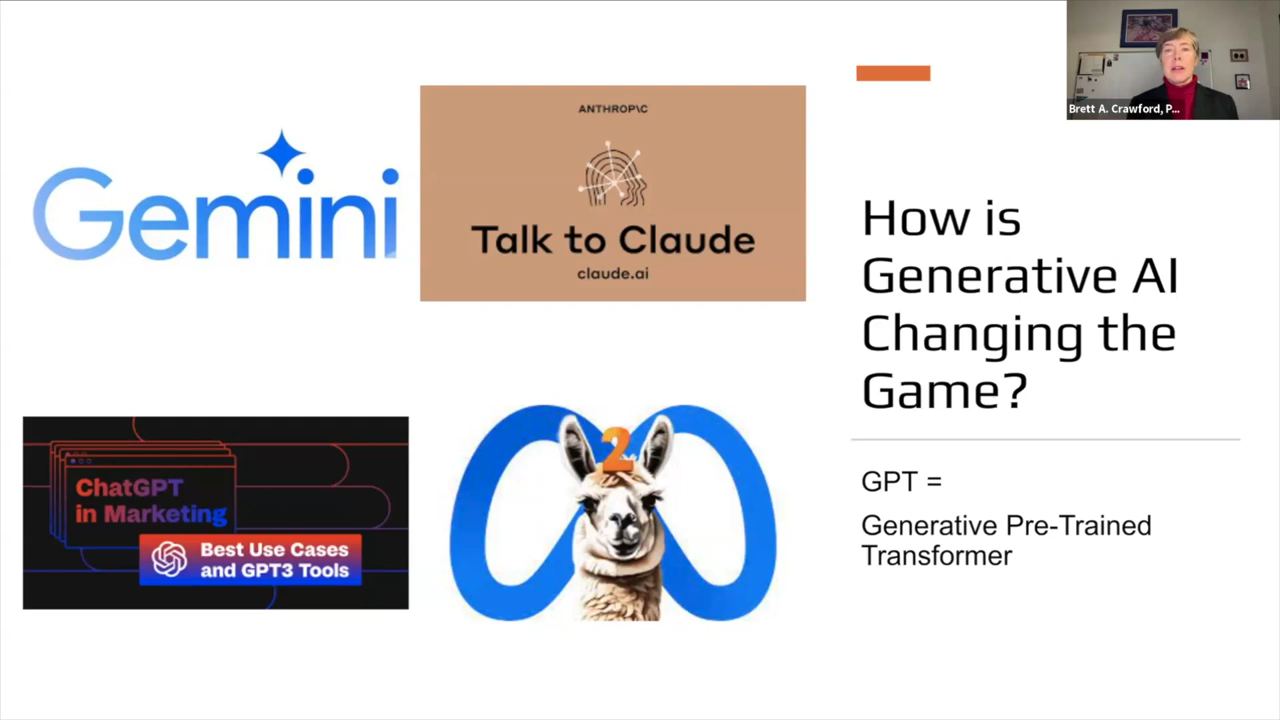 Gemini
ANTHROP\C
Talk to Claude
claude.ai
ChatGPT
in Marketing
Best Use Cases
and GPT3 Tools
2
How is
Generative AI
Changing the
Game?
GPT =
Generative Pre-Trained
Transformer
Brett A. Crawford, P...